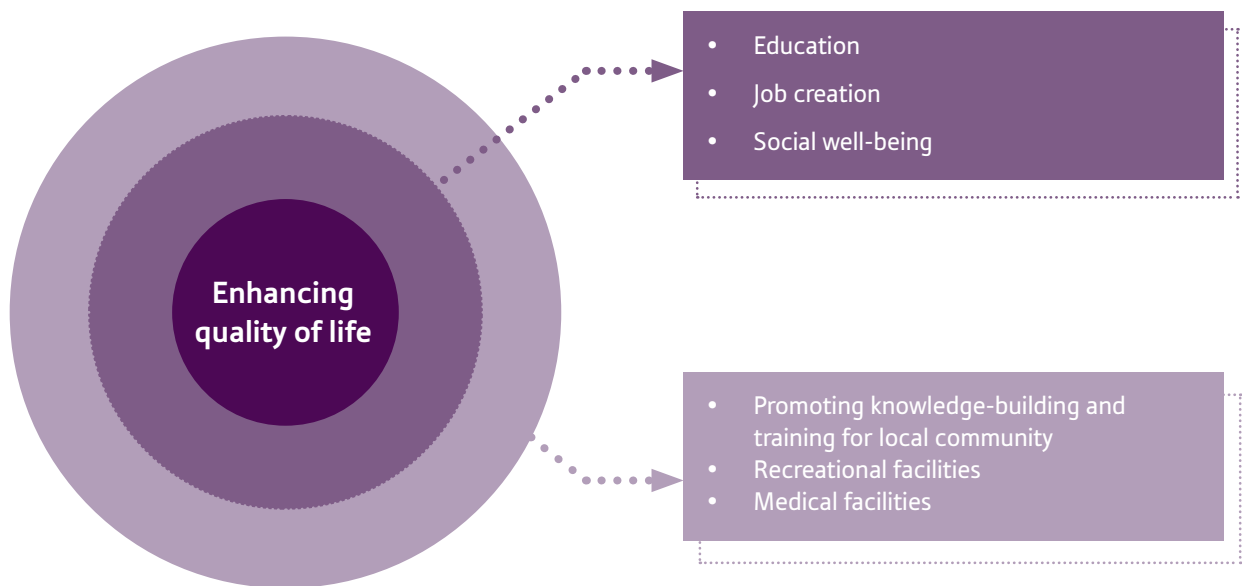 Enhancing
quality of life
• Education
• Job creation
• Social well-being
• Promoting knowledge-building and
training for local community
• Recreational facilities
• Medical facilities